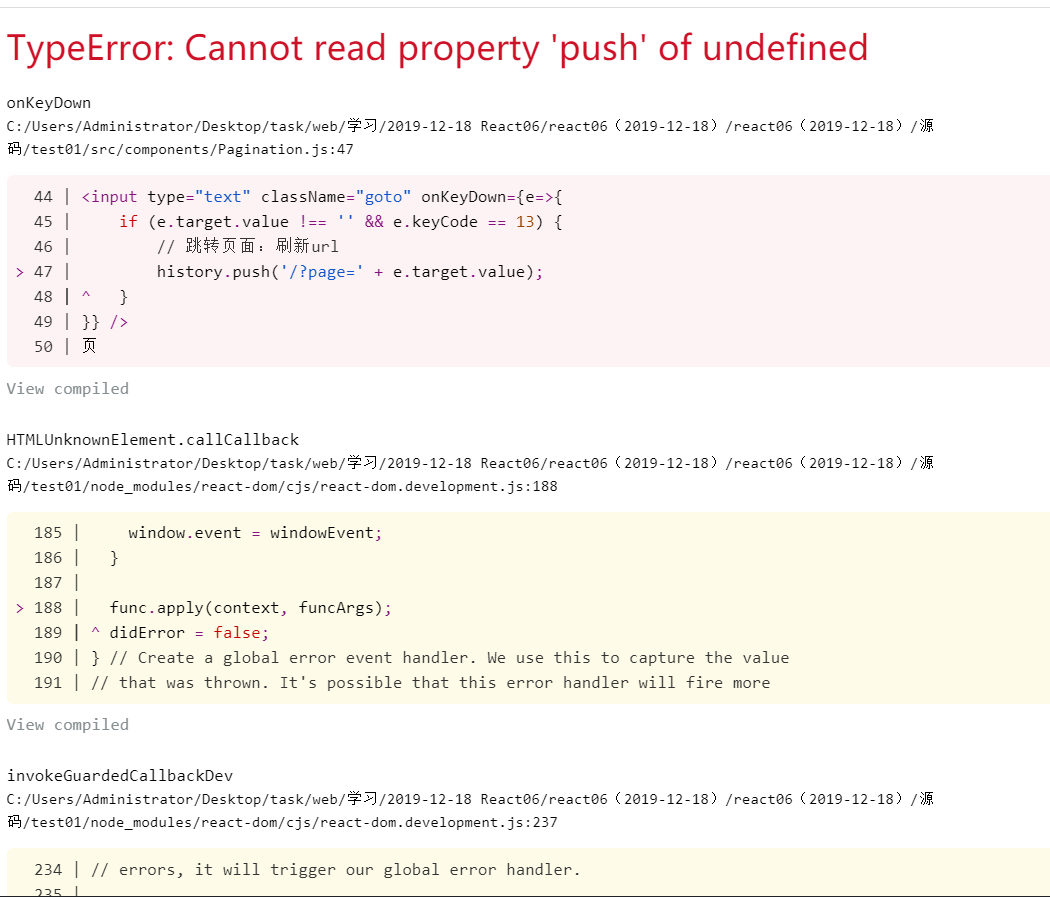 TypeError: Cannot read property 'push' of undefined
onKeyDown
C:/Users/Administrator/Desktop/task/web/学习/2019-12-18 React06/react06（2019-12-18）/react06（2019-12-18）/源
码/test01/src/components/Pagination.js:47
44 | <input type="text" className="goto" onKeyDown={e=>{
45 |     if (e.target.value !== '' && e.keyCode == 13) {
46 |         // 跳转页面：刷新url
> 47 |         history.push('/?page=' + e.target.value);
48 | ^   }
49 | }} />
50 | 页
View compiled
HTMLUnknownElement.callCallback
C:/Users/Administrator/Desktop/task/web/学习/2019-12-18 React06/react06（2019-12-18）/react06（2019-12-18）/源
码/test01/node_modules/react-dom/cjs/react-dom.development.js:188
185 |     window.event = windowEvent;
186 |   }
187 |
> 188 |   func.apply(context, funcArgs);
189 | ^ didError = false;
190 | } // Create a global error event handler. We use this to capture the value
191 | // that was thrown. It's possible that this error handler will fire more
View compiled
invokeGuardedCallbackDev
C:/Users/Administrator/Desktop/task/web/学习/2019-12-18 React06/react06（2019-12-18）/react06（2019-12-18）/源
码/test01/node_modules/react-dom/cjs/react-dom.development.js:237
234 | // errors, it will trigger our global error handler.
235 |